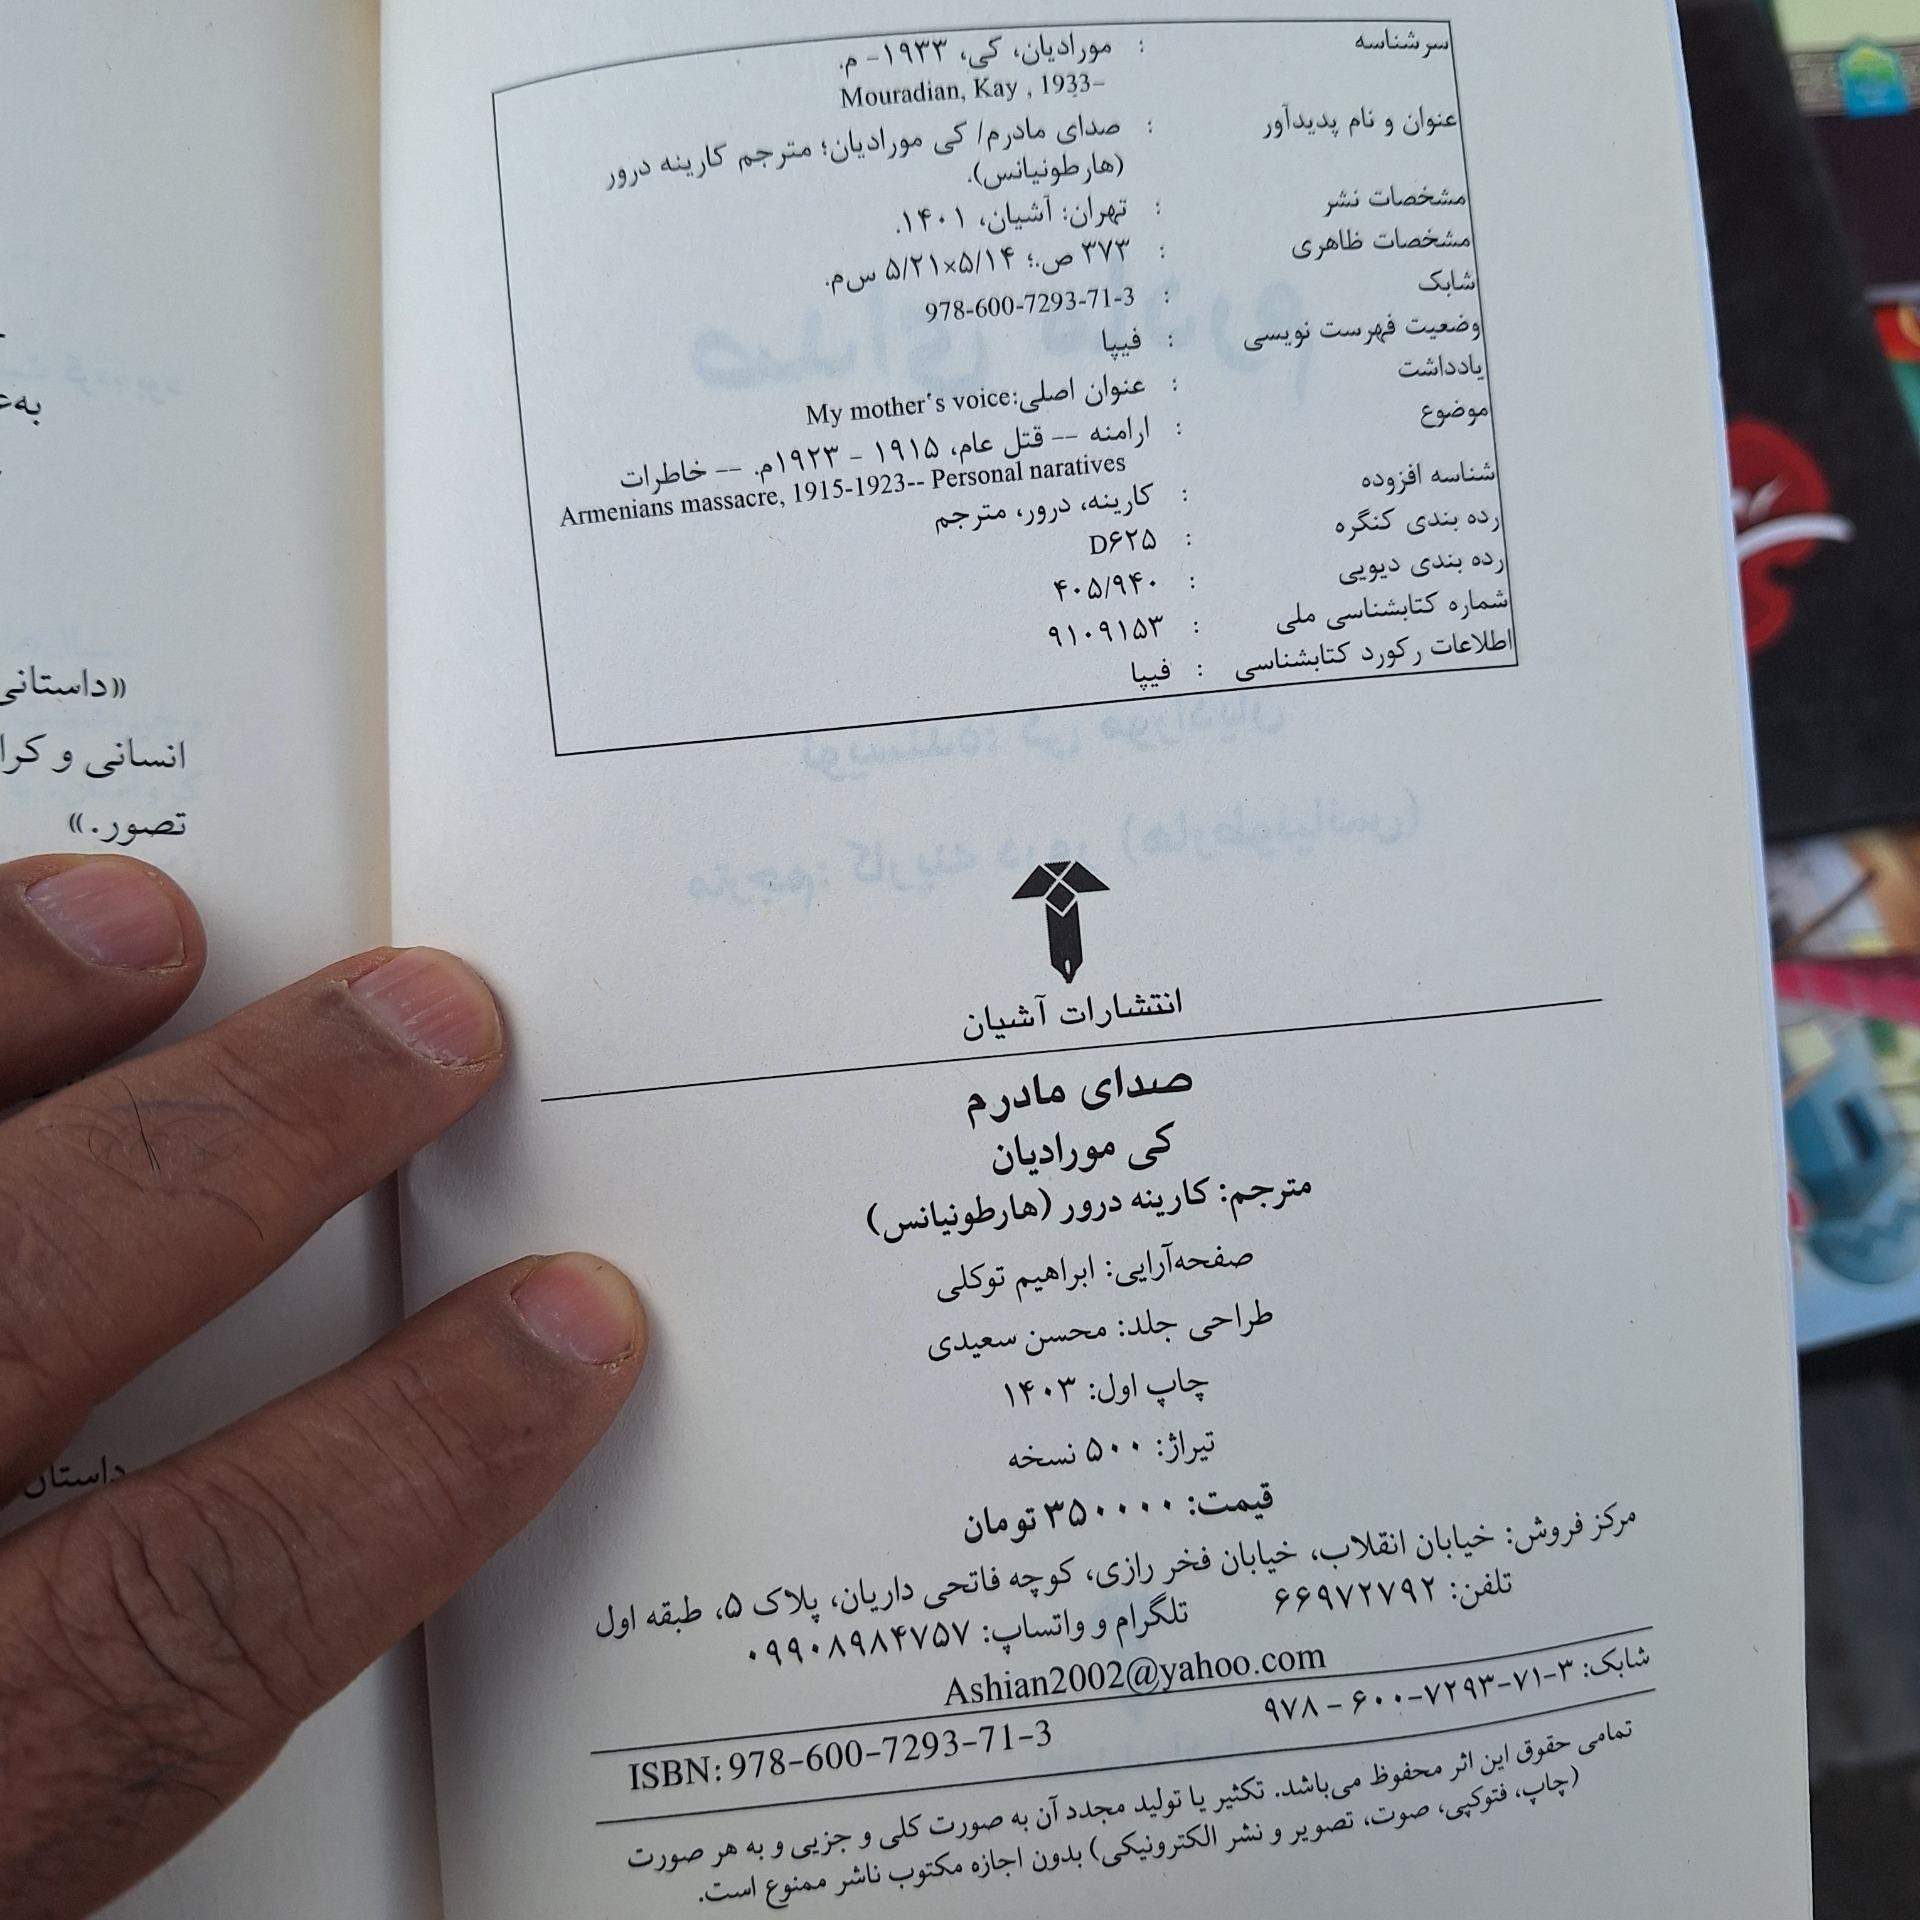 سرشناسه : مورادیان، کی، ۱۹۳۳- م.
Mouradian, Kay , 1933-
عنوان و نام پدیدآور : صدای مادرم/ کی مورادیان؛ مترجم کارینه درور
(هارطونیانس).
مشخصات نشر : تهران: آشیان، ۱۴۰۱.
مشخصات ظاهری : ۳۷۳ ص.؛ ۵/۲۱×۵/۱۴ س‌م.
شابک : 978-600-7293-71-3
وضعیت فهرست نویسی : فیپا
یادداشت : عنوان اصلی:My mother's voice
موضوع : ارامنه -- قتل عام، ۱۹۱۵ - ۱۹۲۳م. -- خاطرات
Armenians massacre, 1915-1923-- Personal naratives
شناسه افزوده : کارینه، درور، مترجم
رده بندی کنگره : D۶۲۵
رده بندی دیویی : ۴۰۵/۹۴۰
شماره کتابشناسی ملی : ۹۱۰۹۱۵۳
اطلاعات رکورد کتابشناسی : فیپا
انتشارات آشیان
صدای مادرم
کی مورادیان
مترجم: کارینه درور (هارطونیانس)
صفحه‌آرایی: ابراهیم توکلی
طراحی جلد: محسن سعیدی
چاپ اول: ۱۴۰۳
تیراژ: ۵۰۰ نسخه
قیمت: ۳۵۰۰۰۰ تومان
مرکز فروش: خیابان انقلاب، خیابان فخر رازی، کوچه فاتحی داریان، پلاک ۵، طبقه اول
تلفن: ۶۶۹۷۲۷۹۲ تلگرام و واتساپ: ۰۹۹۰۸۹۸۴۷۵۷
Ashian2002@yahoo.com
شابک: ۳-۷۱-۷۲۹۳-۶۰۰-۹۷۸
ISBN: 978-600-7293-71-3
تمامی حقوق این اثر محفوظ می‌باشد. تکثیر یا تولید مجدد آن به صورت کلی و جزیی و به هر صورت
(چاپ، فتوکپی، صوت، تصویر و نشر الکترونیکی) بدون اجازه مکتوب ناشر ممنوع است.
«داستانی
انسانی و
تصور.»
داستان